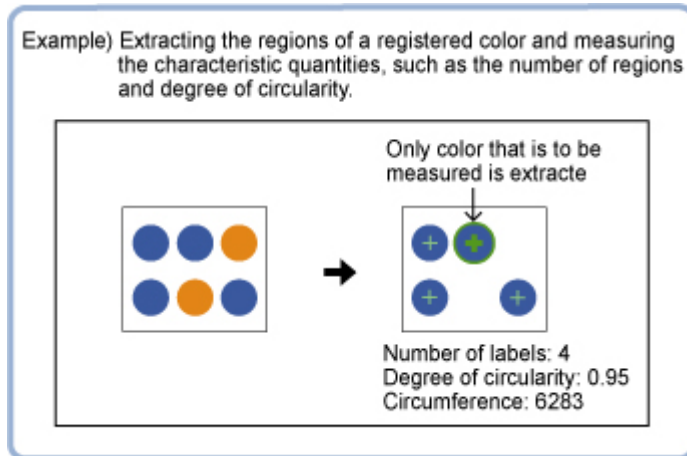 Example) Extracting the regions of a registered color and measuring
the characteristic quantities, such as the number of regions
and degree of circularity.
Only color that is to be
measured is extracte
Number of labels: 4
Degree of circularity: 0.95
Circumference: 6283